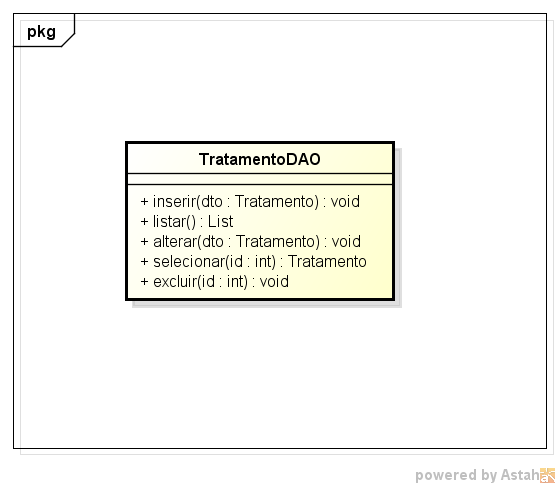 pkg
TratamentoDAO
+ inserir(dto : Tratamento) : void
+ listar() : List
+ alterar(dto : Tratamento) : void
+ selecionar(id : int) : Tratamento
+ excluir(id : int) : void
powered by Astah